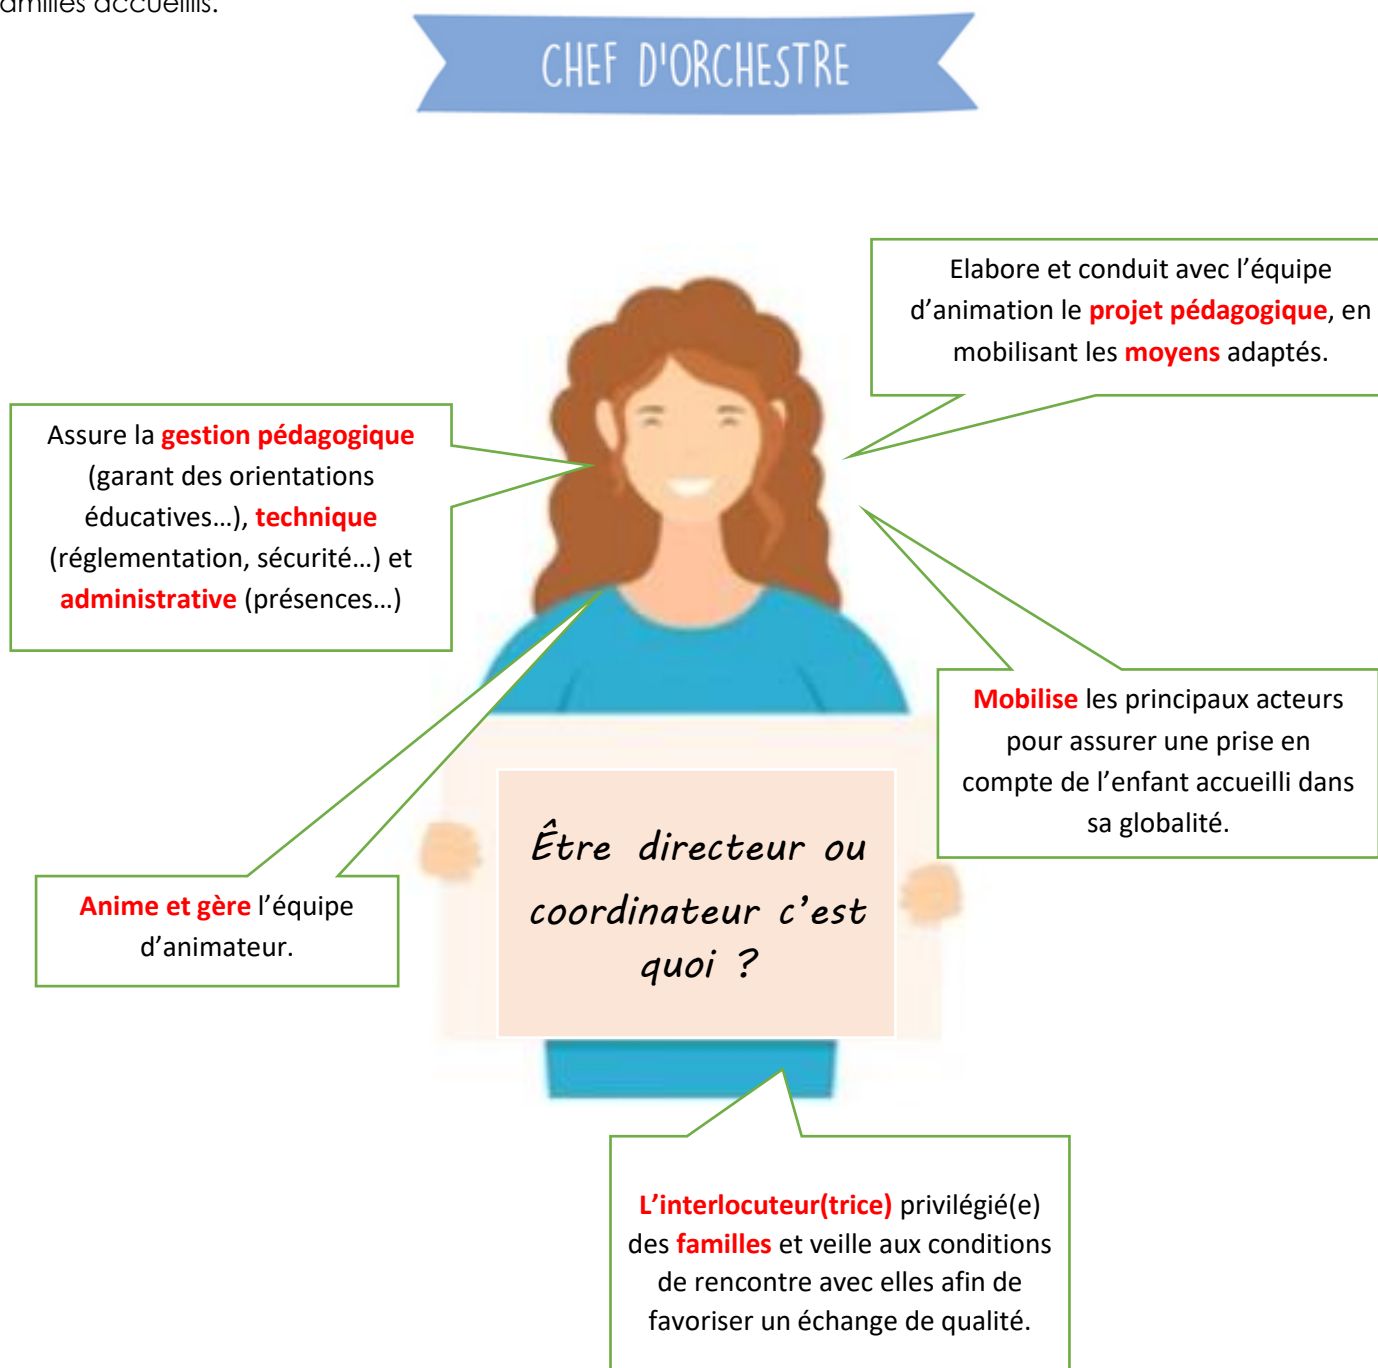 familles accueillis.
CHEF D'ORCHESTRE
Elabore et conduit avec l’équipe
d’animation le projet pédagogique, en
mobilisant les moyens adaptés.
Assure la gestion pédagogique
(garant des orientations
éducatives…), technique
(réglementation, sécurité…) et
administrative (présences…)
Mobilise les principaux acteurs
pour assurer une prise en
compte de l’enfant accueilli dans
sa globalité.
Être directeur ou
coordinateur c’est
quoi ?
Anime et gère l’équipe
d’animateur.
L’interlocuteur(trice) privilégié(e)
des familles et veille aux conditions
de rencontre avec elles afin de
favoriser un échange de qualité.